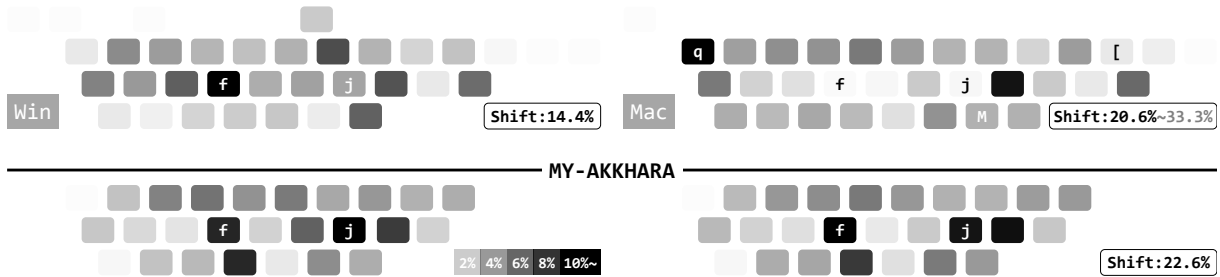 q [
f j f j
Win M
Shift:14.4% Mac Shift:20.6%~33.3%
MY-AKKHARA
f j f j
2% 4% 6% 8% 10%~ Shift:22.6%